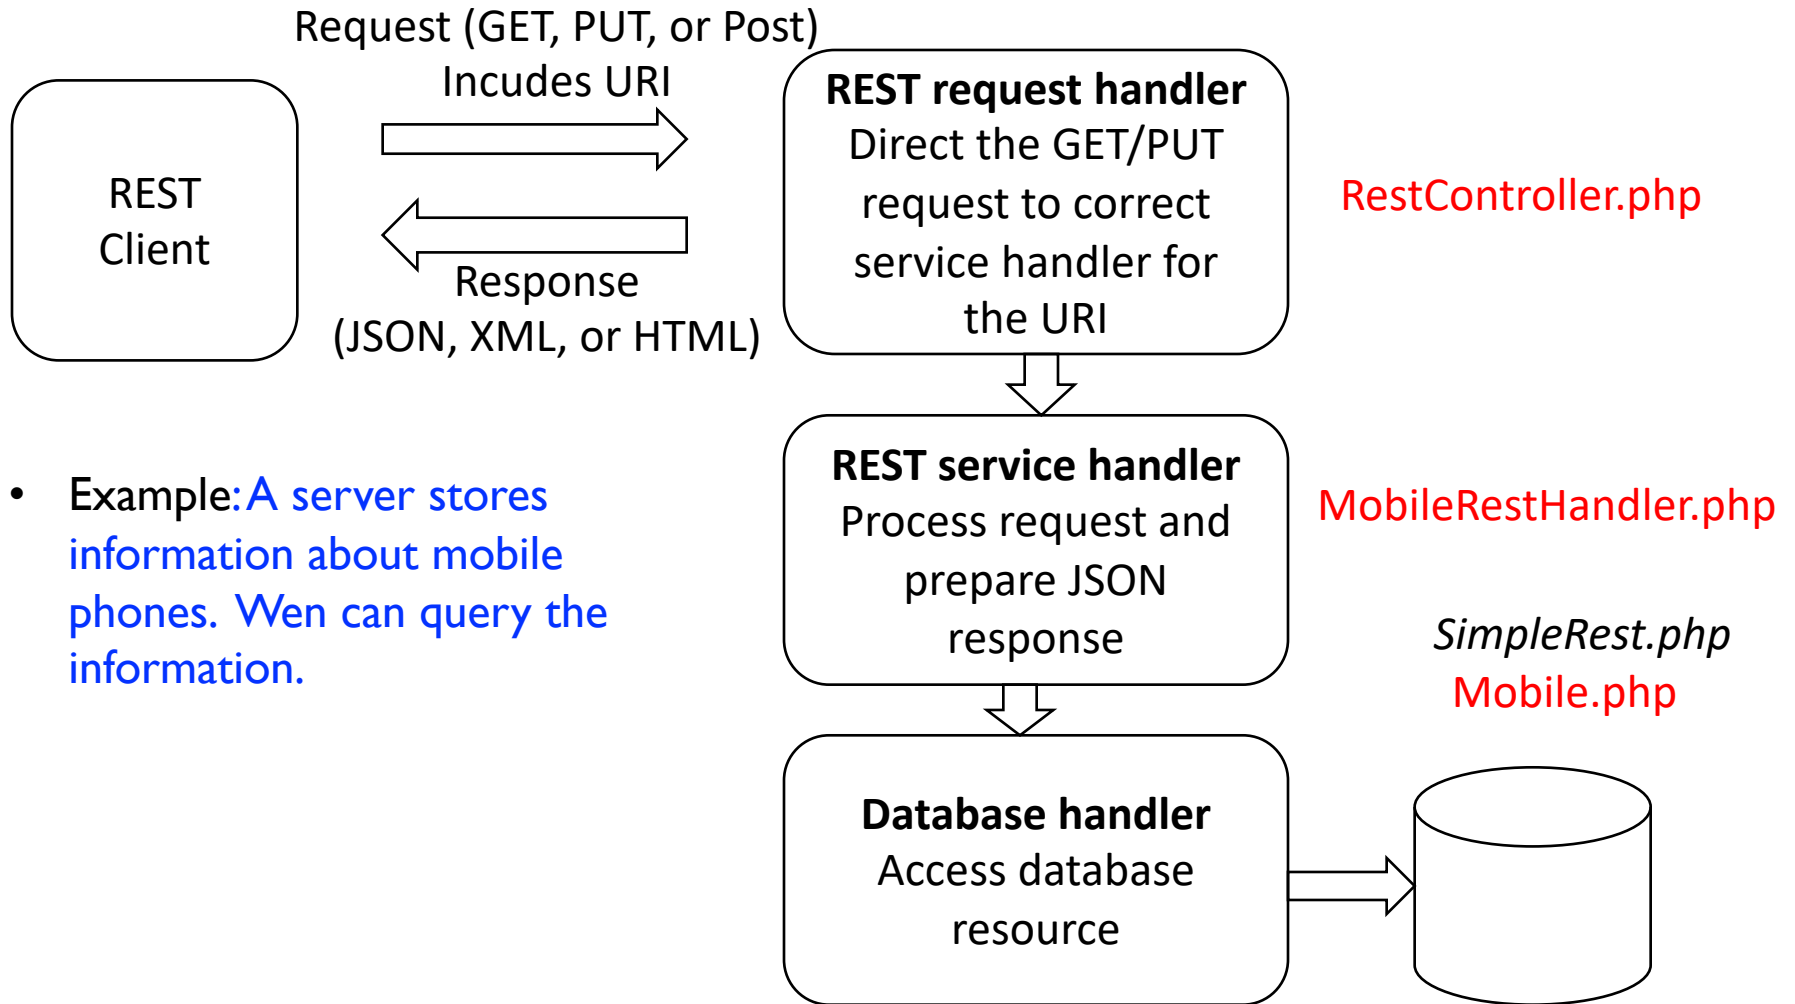 Request (GET, PUT, or Post)
Incudes URI
REST
Client
Response
(JSON, XML, or HTML)
REST request handler
Direct the GET/PUT
request to correct
service handler for
the URI
RestController.php
• Example: A server stores
information about mobile
phones. Wen can query the
information.
REST service handler
Process request and
prepare JSON
response
MobileRestHandler.php
SimpleRest.php
Mobile.php
Database handler
Access database
resource